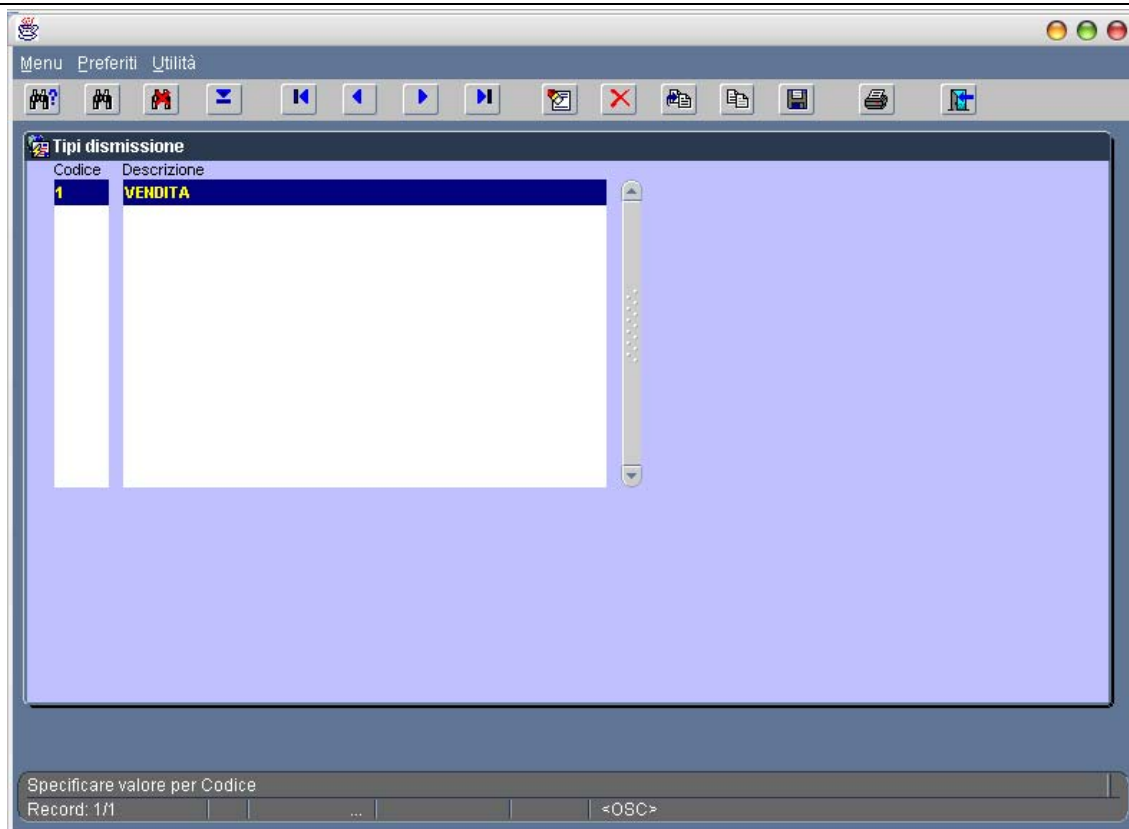 Menu Preferiti Utilità
Tipi dismissione
Codice Descrizione
1 VENDITA
Specificare valore per Codice
Record: 1/1 ... <OSC>